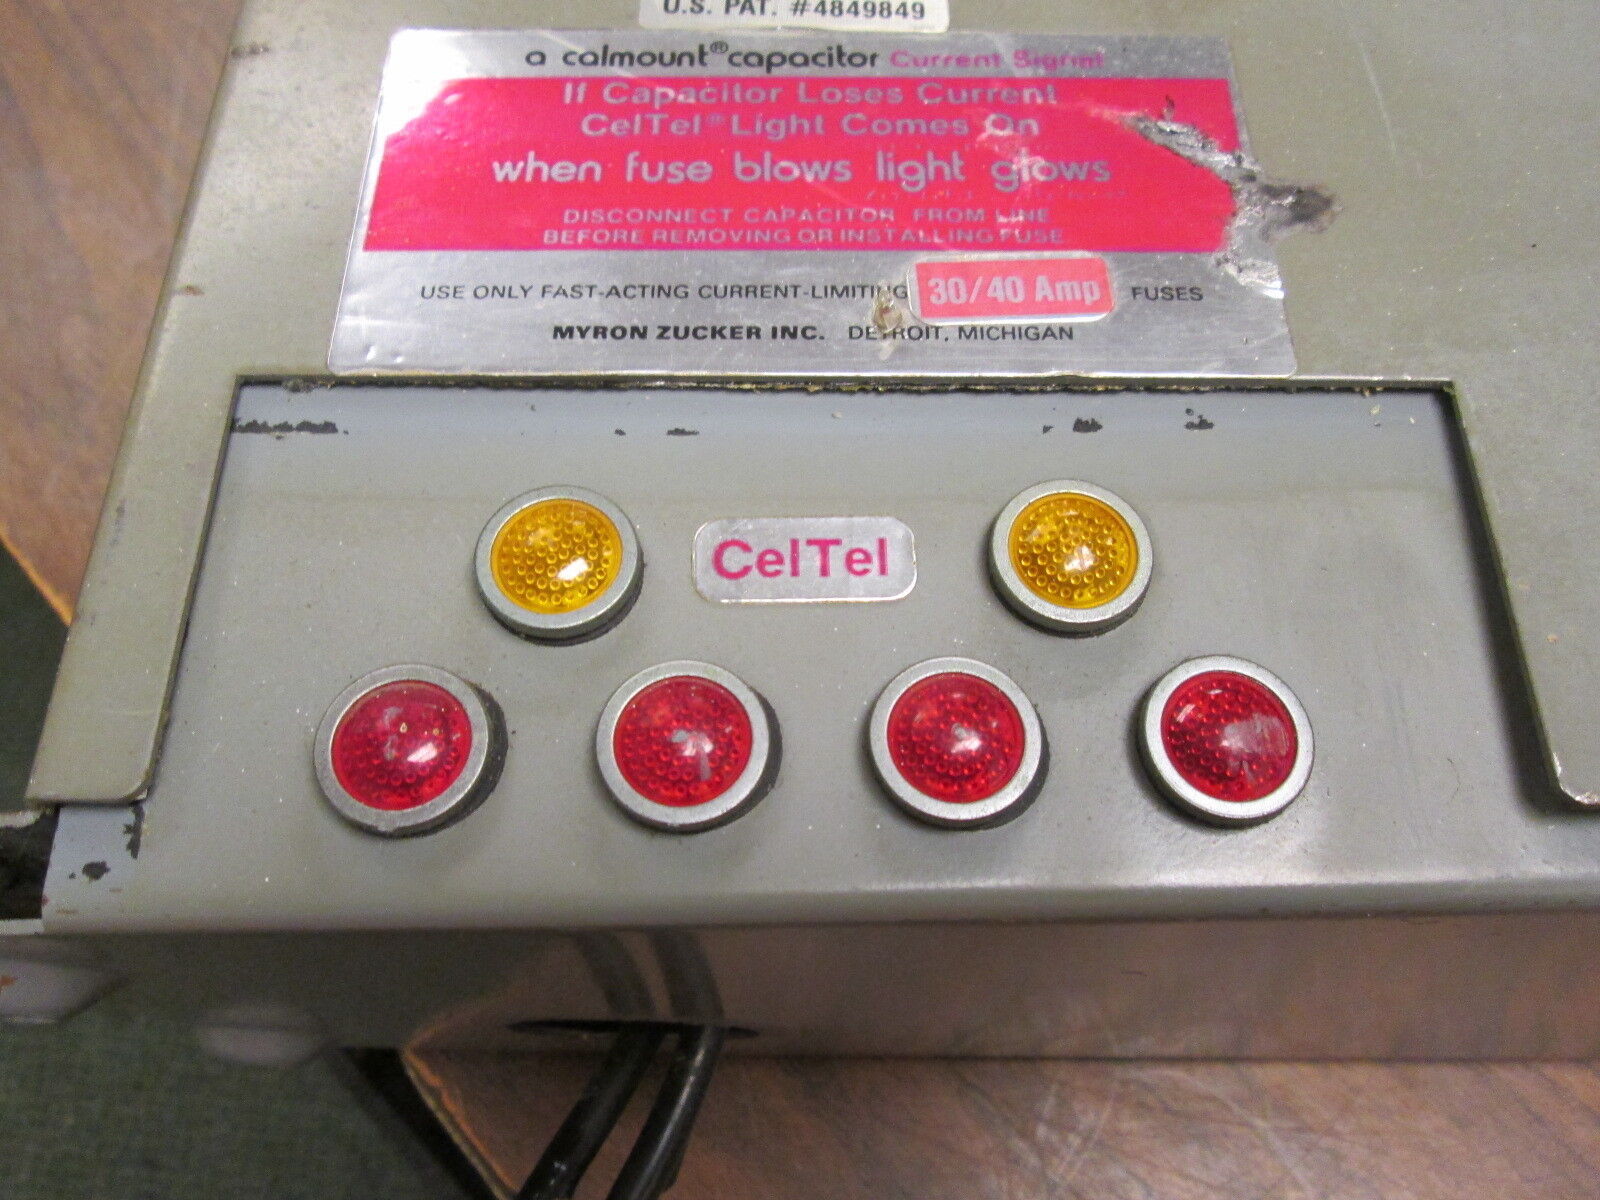 U.S. PAT. #4849849
a calmount® capacitor Current Signal
If Capacitor Loses Current
CelTel® Light Comes On
when fuse blows light glows
DISCONNECT CAPACITOR FROM LINE
BEFORE REMOVING OR INSTALLING FUSE
USE ONLY FAST-ACTING CURRENT-LIMITING 30/40 Amp FUSES
MYRON ZUCKER INC. DETROIT, MICHIGAN
CelTel